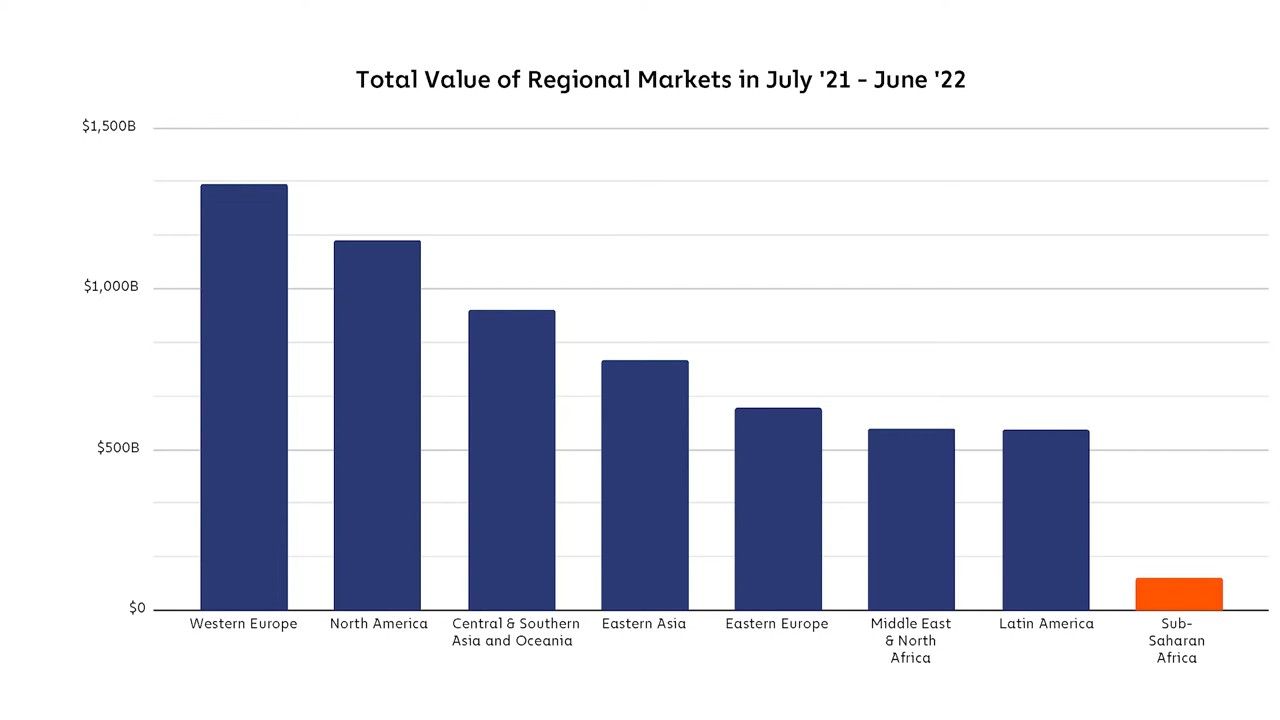 Total Value of Regional Markets in July '21 - June '22
$1,500B
$1,000B
$500B
$0
Western Europe
North America
Central & Southern
Asia and Oceania
Eastern Asia
Eastern Europe
Middle East
& North
Africa
Latin America
Sub-
Saharan
Africa